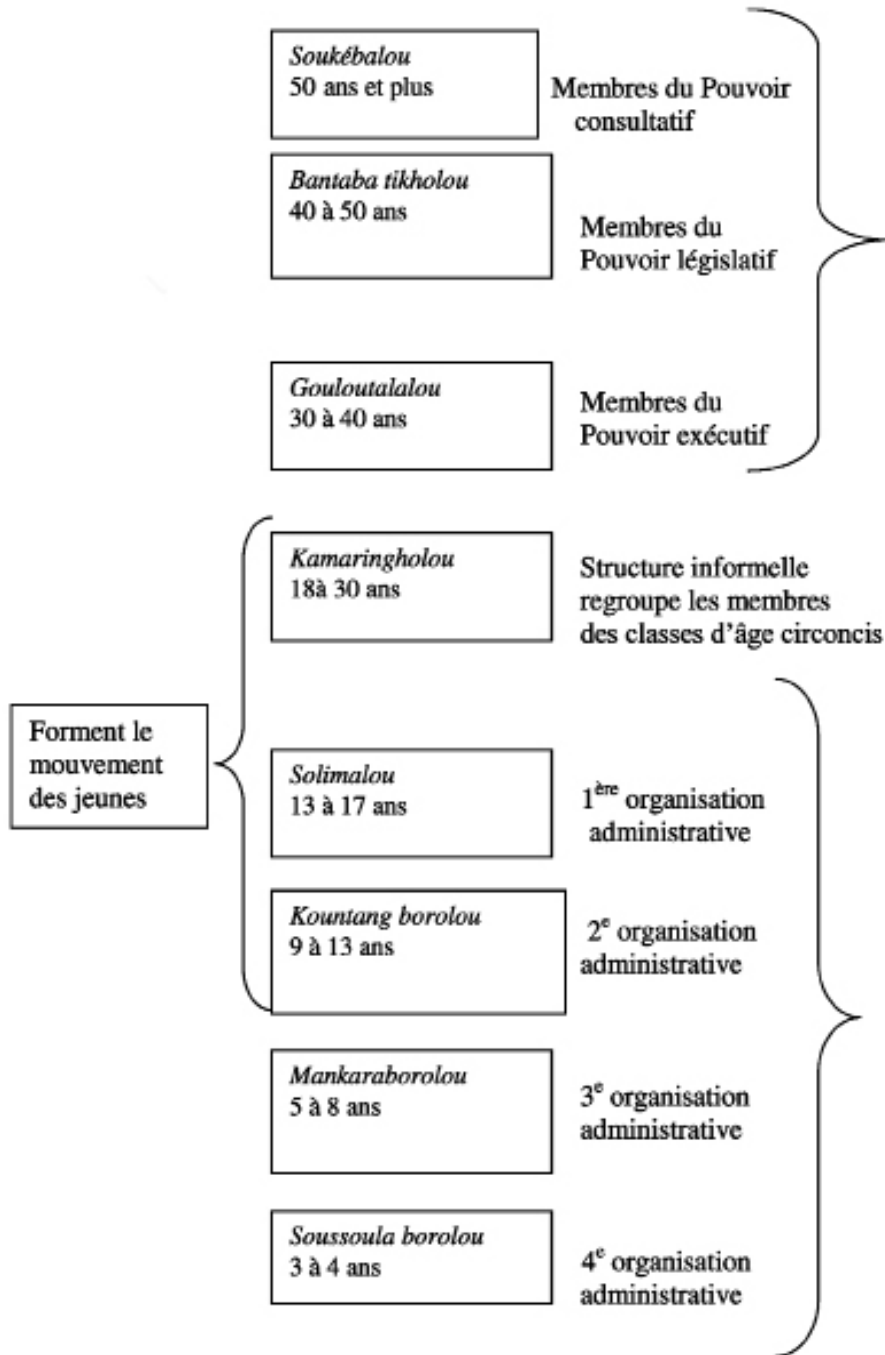 Soukébalou
50 ans et plus
Membres du Pouvoir
consultatif
Bantaba tikholou
40 à 50 ans
Membres du
Pouvoir législatif
Gouloutalalou
30 à 40 ans
Membres du
Pouvoir exécutif
Kamaringholou
18à 30 ans
Structure informelle
regroupe les membres
des classes d'âge circoncis
Forment le
mouvement
des jeunes
Solimalou
13 à 17 ans
1ère organisation
administrative
Kountang borolou
9 à 13 ans
2e organisation
administrative
Mankaraborolou
5 à 8 ans
3e organisation
administrative
Soussoula borolou
3 à 4 ans
4e organisation
administrative